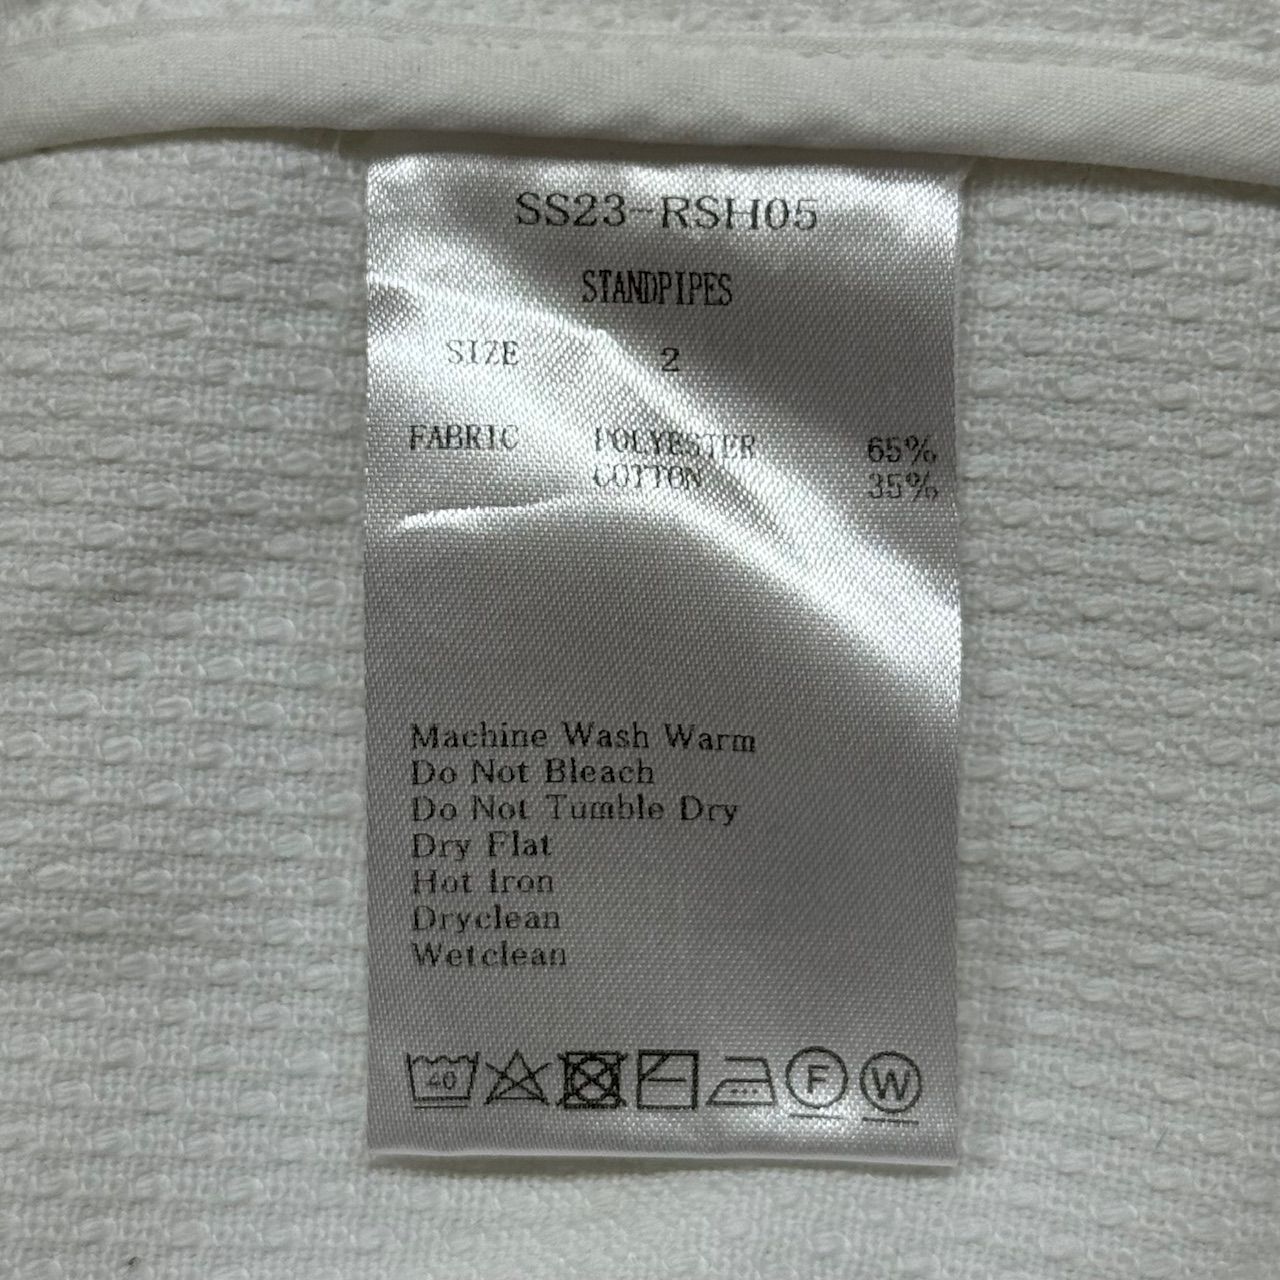 SS23-RSH05
STANDPIPES
SIZE 2
FABRIC POLYESTER 65%
COTTON 35%
Machine Wash Warm
Do Not Bleach
Do Not Tumble Dry
Dry Flat
Hot Iron
Dryclean
Wetclean
40 F W